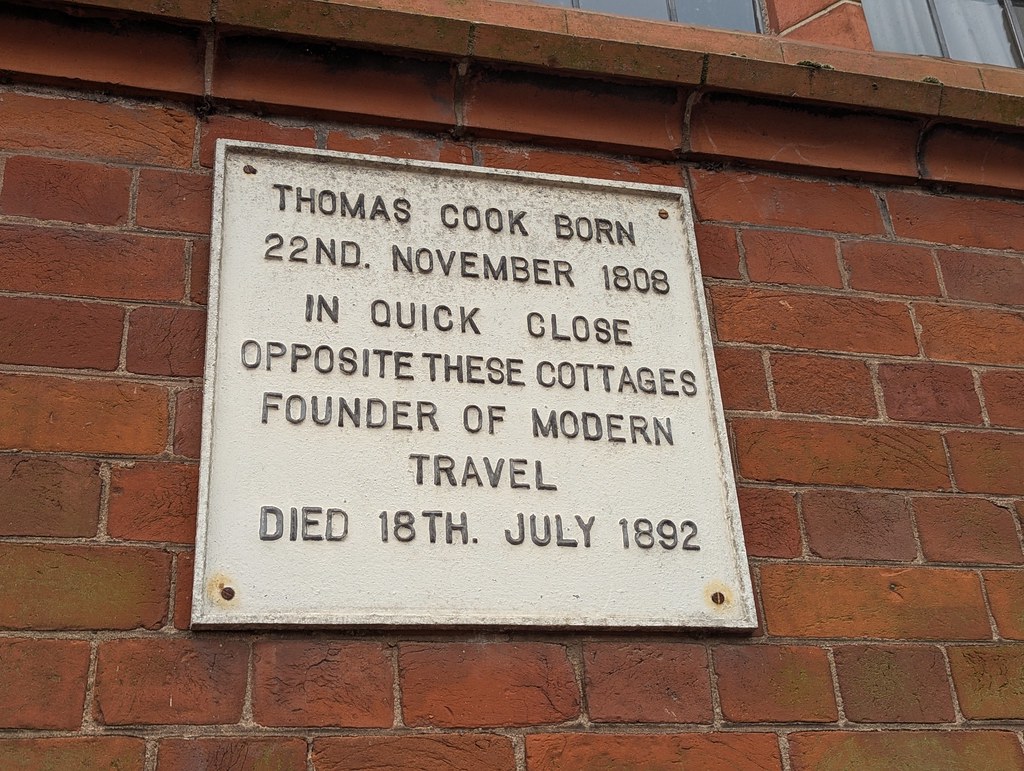 THOMAS COOK BORN
22ND. NOVEMBER 1808
IN QUICK CLOSE
OPPOSITE THESE COTTAGES
FOUNDER OF MODERN
TRAVEL
DIED 18TH. JULY 1892